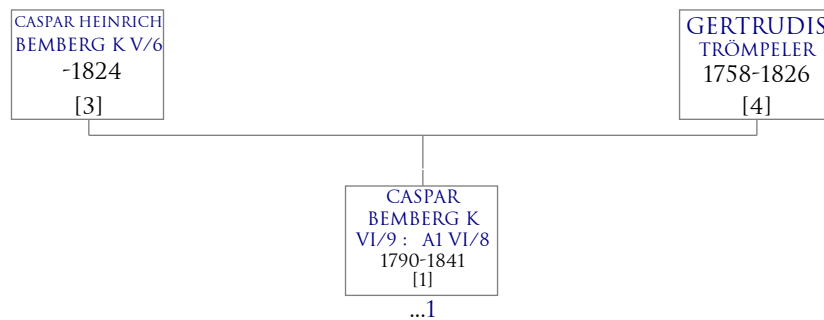 CASPAR HEINRICH
BEMBERG K V/6
-1824
[3]
GERTRUDIS
TRÖMPELER
1758-1826
[4]
CASPAR
BEMBERG K
VI/9 : A1 VI/8
1790-1841
[1]
...1